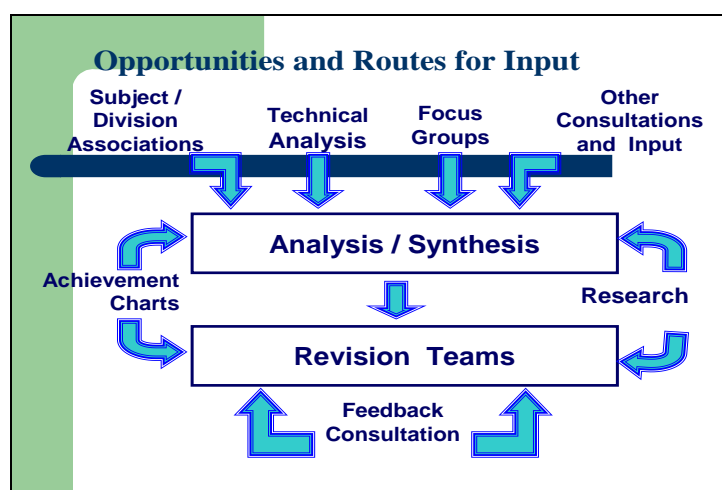 Opportunities and Routes for Input
Subject /
Division
Associations
Technical
Analysis
Focus
Groups
Other
Consultations
and Input
Analysis / Synthesis
Achievement
Charts
Research
Revision Teams
Feedback
Consultation